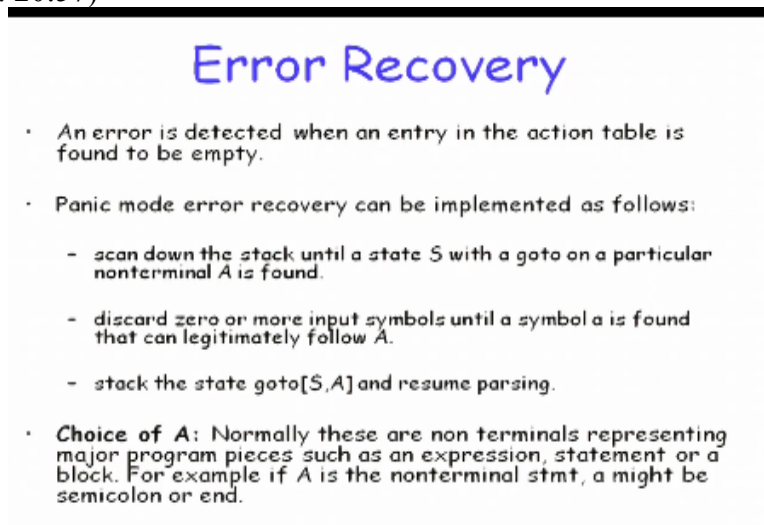 Error Recovery
· An error is detected when an entry in the action table is
found to be empty.
· Panic mode error recovery can be implemented as follows:
- scan down the stack until a state S with a goto on a particular
nonterminal A is found.
- discard zero or more input symbols until a symbol a is found
that can legitimately follow A.
- stack the state goto[S,A] and resume parsing.
· Choice of A: Normally these are non terminals representing
major program pieces such as an expression, statement or a
block. For example if A is the nonterminal stmt, a might be
semicolon or end.